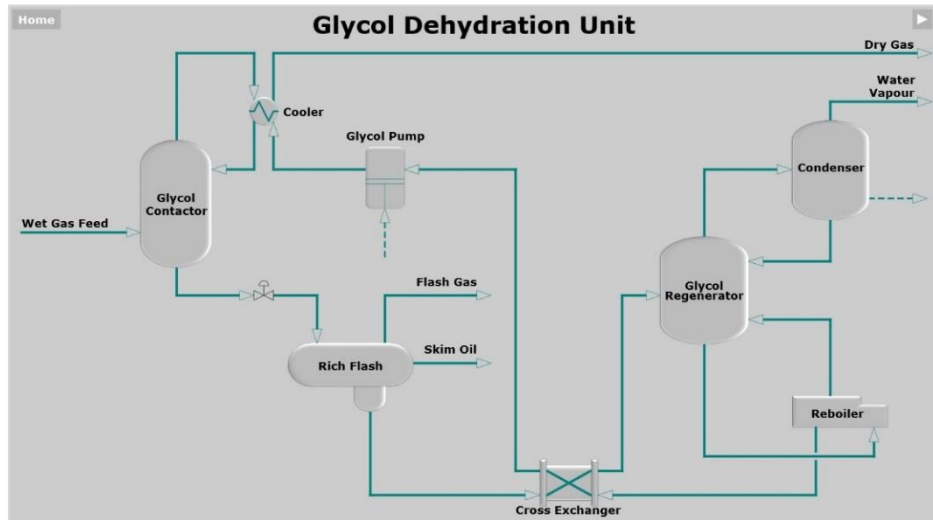 Home
Glycol Dehydration Unit
Dry Gas
Water
Vapour
Cooler
Glycol Pump
Condenser
Glycol
Contactor
Wet Gas Feed
Flash Gas
Glycol
Regenerator
Skim Oil
Rich Flash
Reboiler
Cross Exchanger